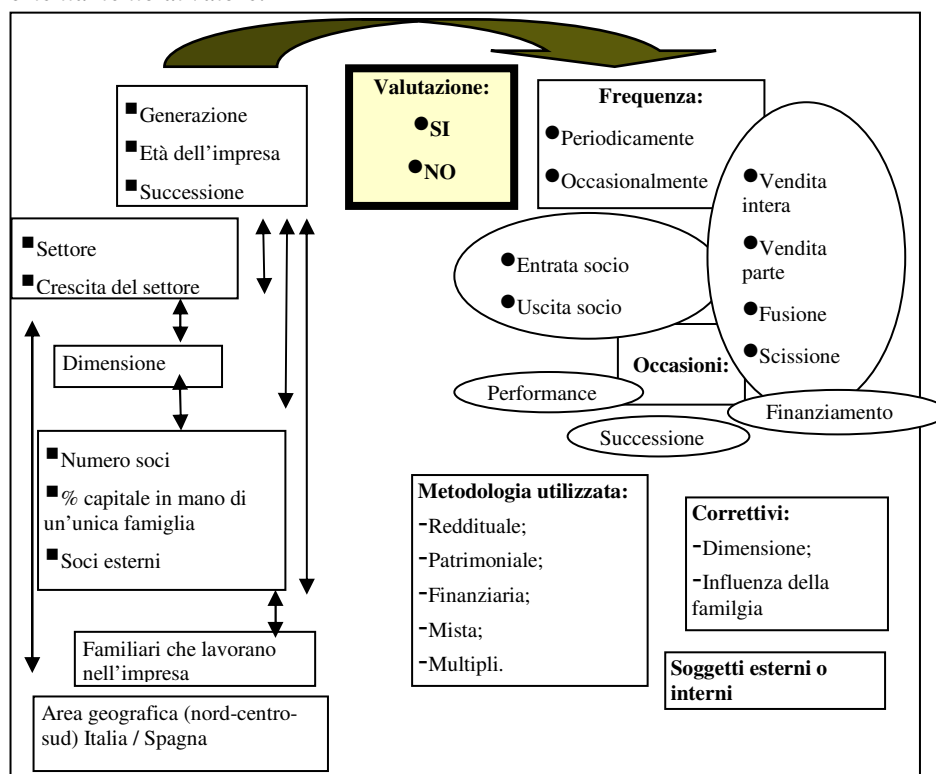 Valutazione:
●SI
●NO
■Generazione
■Età dell'impresa
■Successione
Frequenza:
●Periodicamente
●Occasionalmente
●Vendita
intera
●Vendita
parte
●Fusione
●Scissione
■Settore
■Crescita del settore
●Entrata socio
●Uscita socio
Dimensione
Occasioni:
Performance
Finanziamento
Successione
■Numero soci
■% capitale in mano di
un'unica famiglia
■Soci esterni
Metodologia utilizzata:
-Reddituale;
-Patrimoniale;
-Finanziaria;
-Mista;
-Multipli.
Correttivi:
-Dimensione;
-Influenza della
familgia
Familiari che lavorano
nell'impresa
Soggetti esterni o
interni
Area geografica (nord-centro-
sud) Italia / Spagna